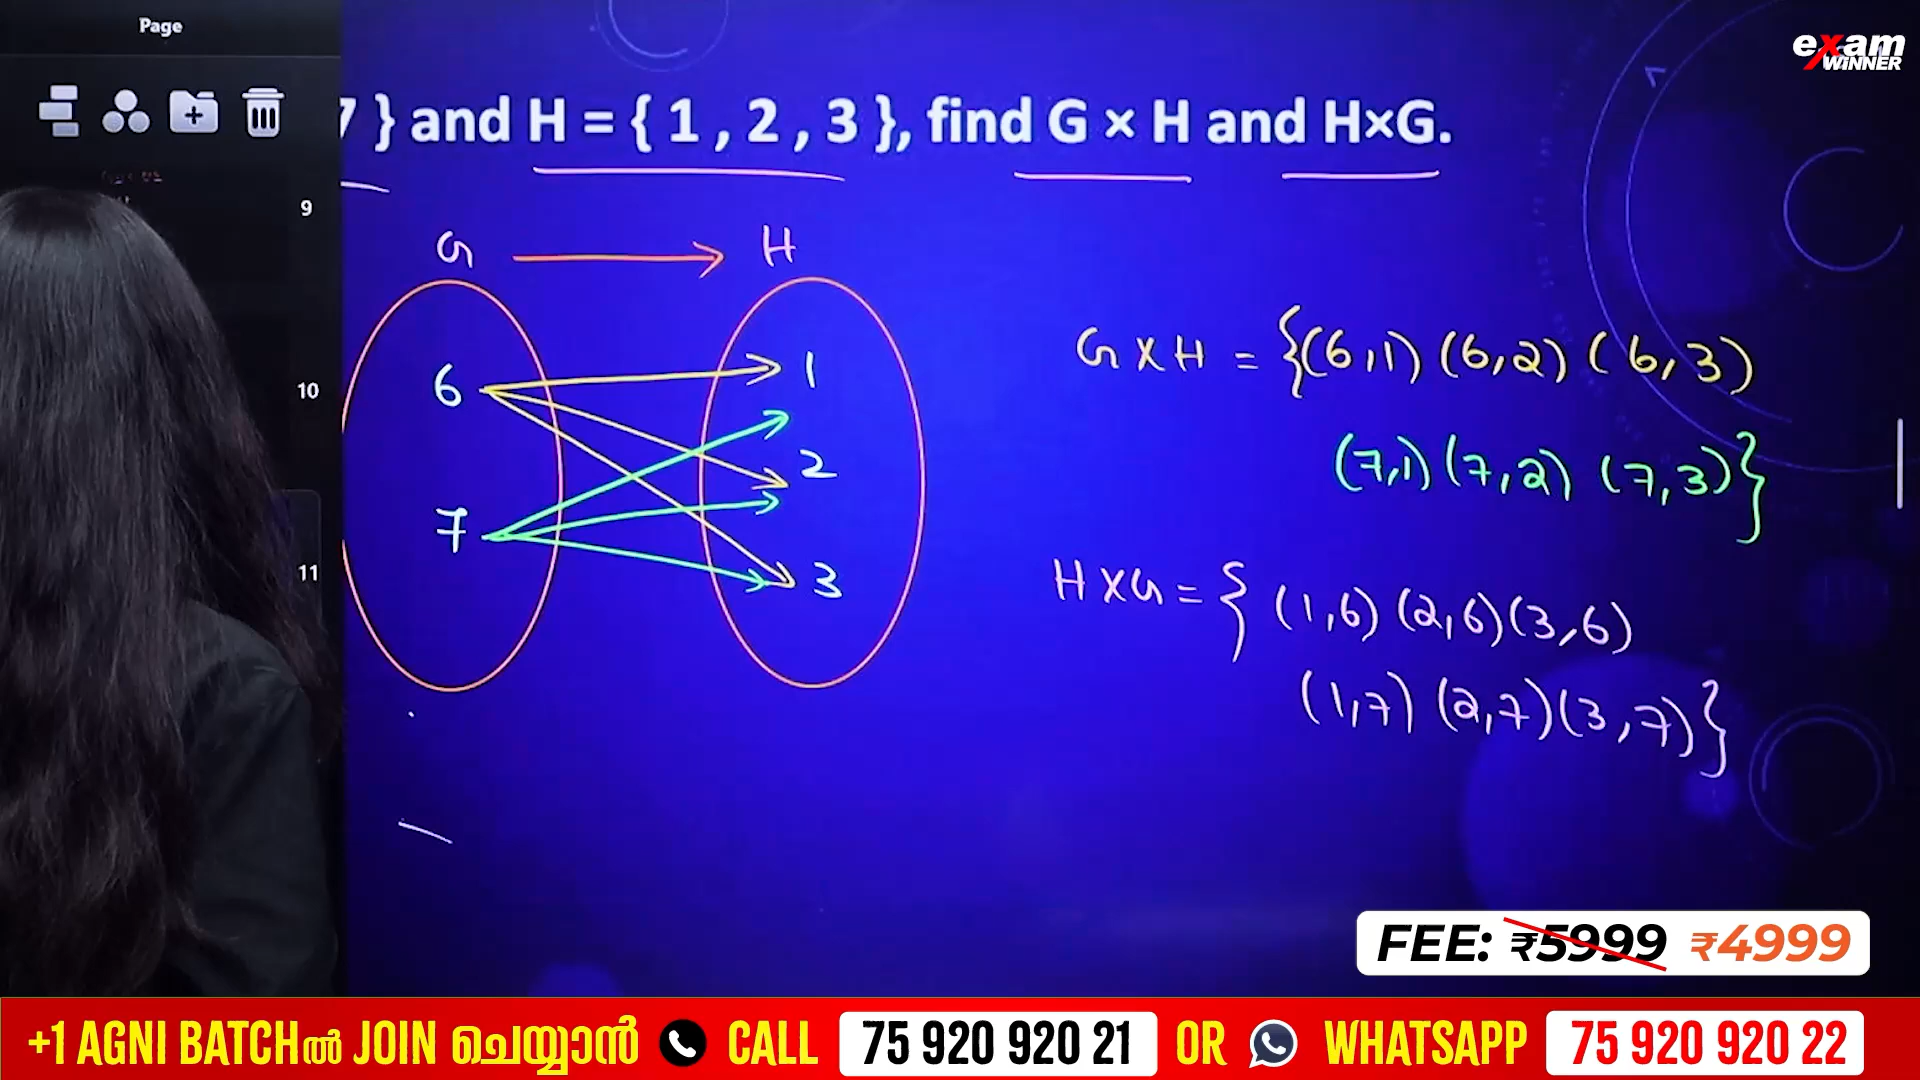 Page
exam
WINNER
7 } and H = { 1 , 2 , 3 }, find G × H and H×G.
9
10
11
G → H
6
7
1
2
3
G X H = {(6,1) (6,2) (6,3)
(7,1) (7,2) (7,3)}
H X G = { (1,6) (2,6) (3,6)
(1,7) (2,7) (3,7)}
FEE: ₹5999 ₹4999
+1 AGNI BATCHൽ JOIN ചെയ്യാൻ CALL 75 920 920 21 OR WHATSAPP 75 920 920 22